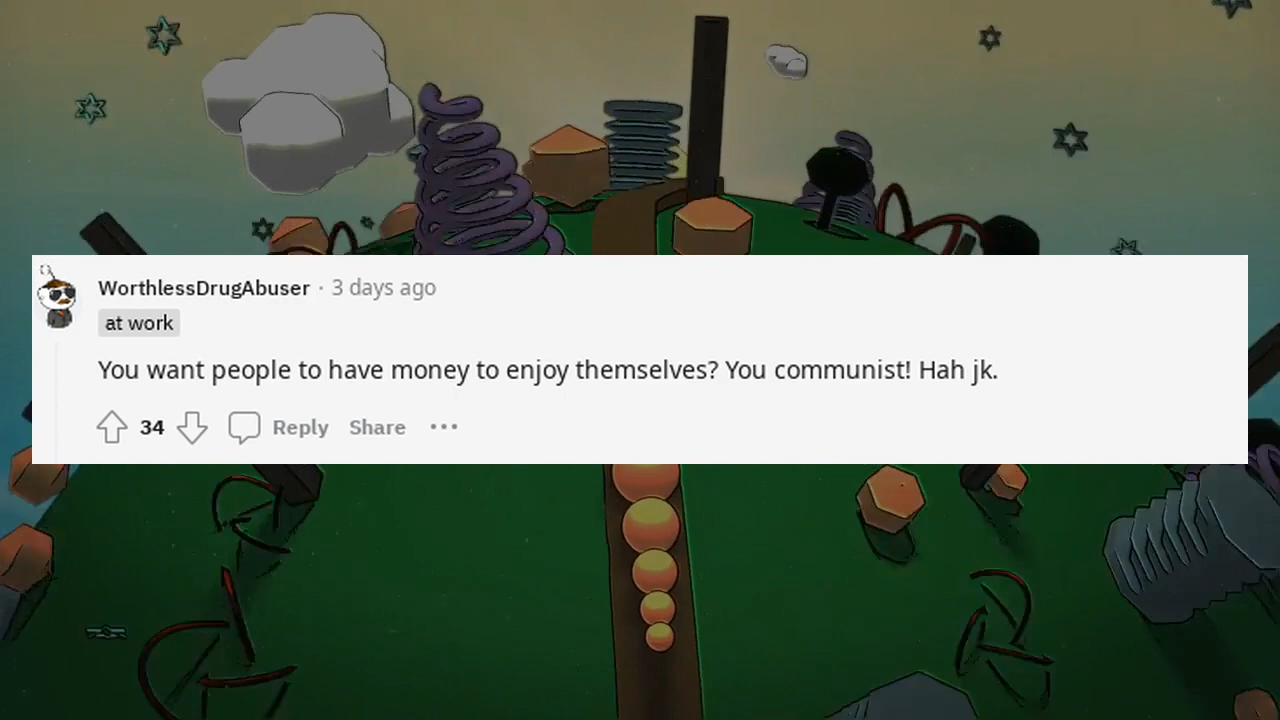 WorthlessDrugAbuser · 3 days ago
at work
You want people to have money to enjoy themselves? You communist! Hah jk.
34 Reply Share ···